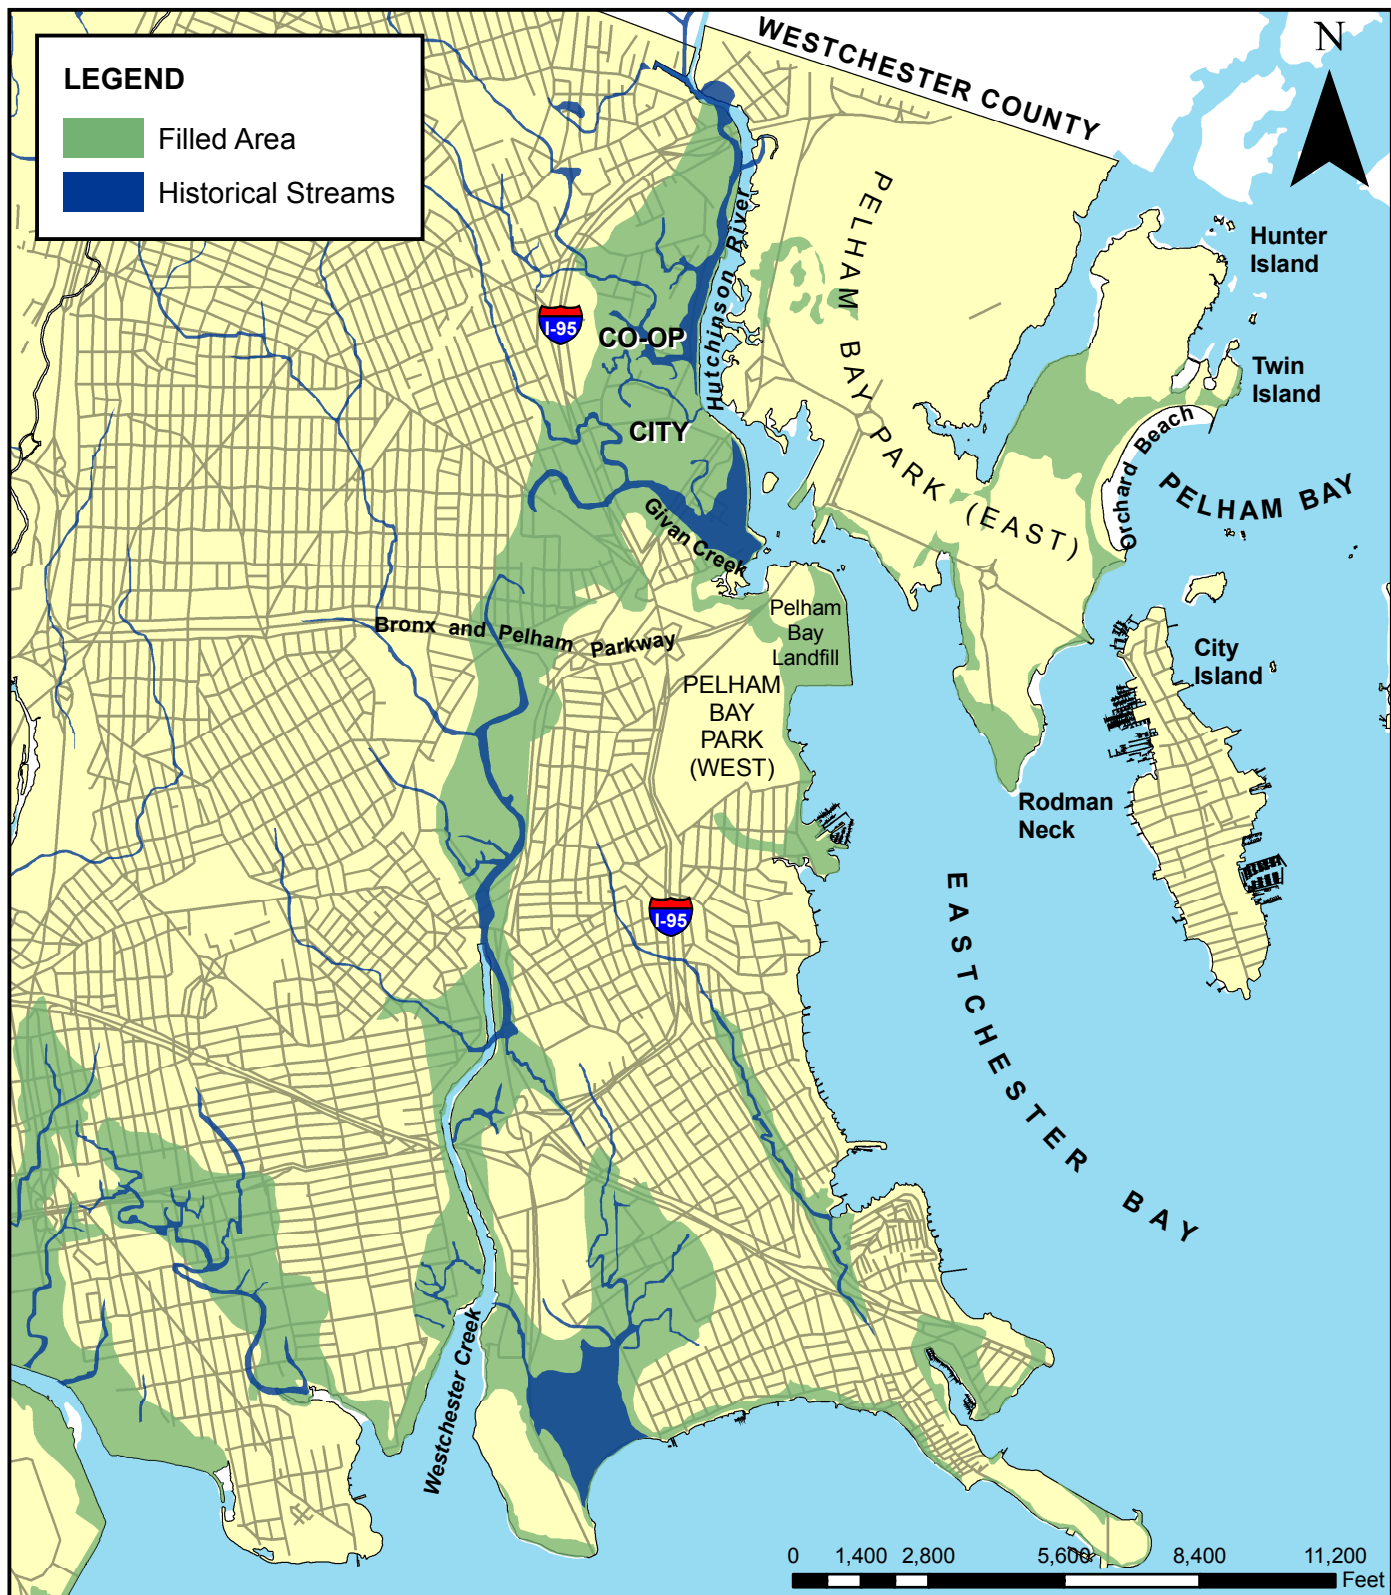 LEGEND
Filled Area
Historical Streams
WESTCHESTER COUNTY
N
Hunter
Island
Twin
Island
Orchard Beach
PELHAM BAY
PELHAM BAY PARK (EAST)
Hutchinson River
I-95
CO-OP
CITY
Givan Creek
Bronx and Pelham Parkway
Pelham
Bay
Landfill
PELHAM
BAY
PARK
(WEST)
City
Island
Rodman
Neck
I-95
EASTCHESTER BAY
Westchester Creek
0 1,400 2,800 5,600 8,400 11,200
Feet